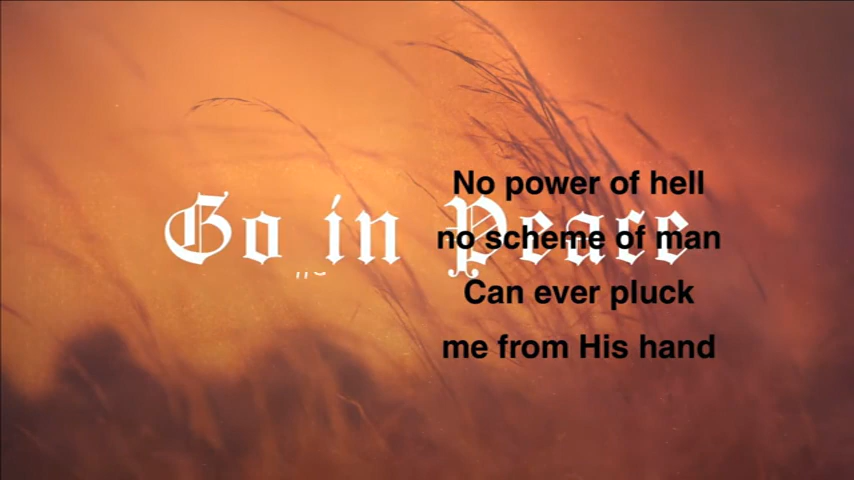 No power of hell
Go in Peace
no scheme of man
Can ever pluck
me from His hand